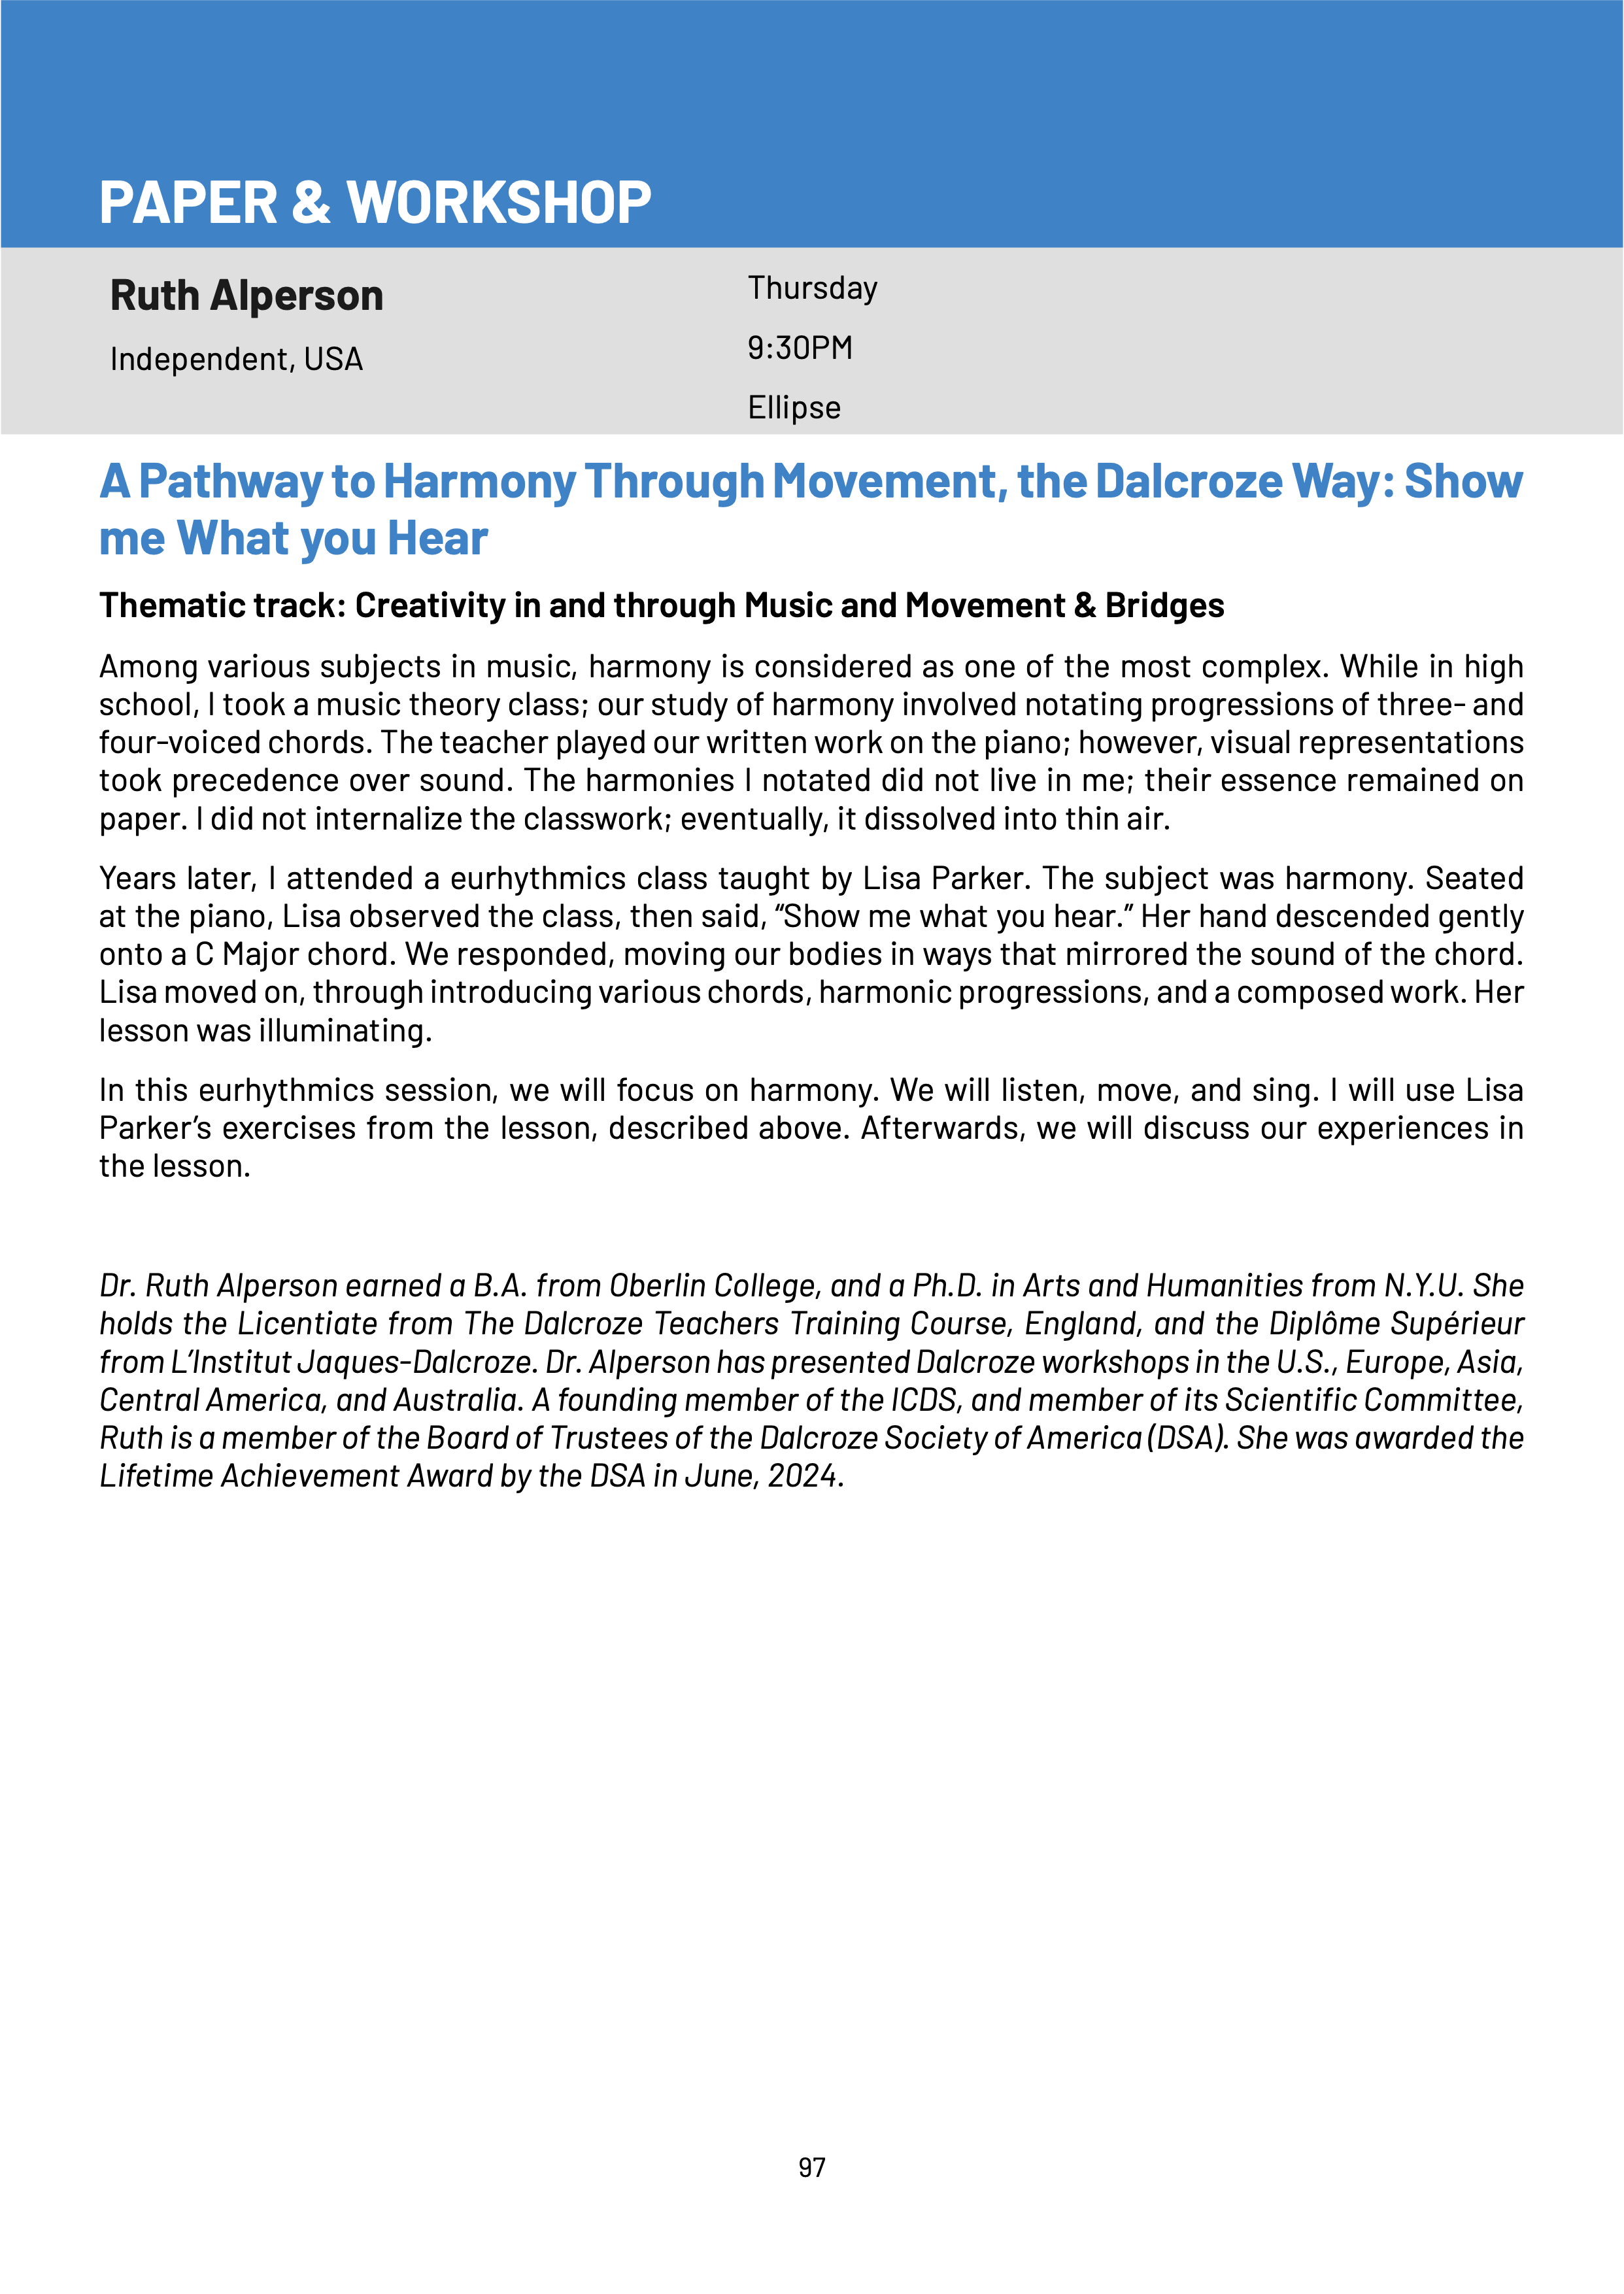 PAPER & WORKSHOP
Ruth Alperson
Independent, USA
Thursday
9:30PM
Ellipse
A Pathway to Harmony Through Movement, the Dalcroze Way: Show
me What you Hear
Thematic track: Creativity in and through Music and Movement & Bridges
Among various subjects in music, harmony is considered as one of the most complex. While in high
school, I took a music theory class; our study of harmony involved notating progressions of three- and
four-voiced chords. The teacher played our written work on the piano; however, visual representations
took precedence over sound. The harmonies I notated did not live in me; their essence remained on
paper. I did not internalize the classwork; eventually, it dissolved into thin air.
Years later, I attended a eurhythmics class taught by Lisa Parker. The subject was harmony. Seated
at the piano, Lisa observed the class, then said, “Show me what you hear.” Her hand descended gently
onto a C Major chord. We responded, moving our bodies in ways that mirrored the sound of the chord.
Lisa moved on, through introducing various chords, harmonic progressions, and a composed work. Her
lesson was illuminating.
In this eurhythmics session, we will focus on harmony. We will listen, move, and sing. I will use Lisa
Parker’s exercises from the lesson, described above. Afterwards, we will discuss our experiences in
the lesson.
Dr. Ruth Alperson earned a B.A. from Oberlin College, and a Ph.D. in Arts and Humanities from N.Y.U. She
holds the Licentiate from The Dalcroze Teachers Training Course, England, and the Diplôme Supérieur
from L’Institut Jaques-Dalcroze. Dr. Alperson has presented Dalcroze workshops in the U.S., Europe, Asia,
Central America, and Australia. A founding member of the ICDS, and member of its Scientific Committee,
Ruth is a member of the Board of Trustees of the Dalcroze Society of America (DSA). She was awarded the
Lifetime Achievement Award by the DSA in June, 2024.
97